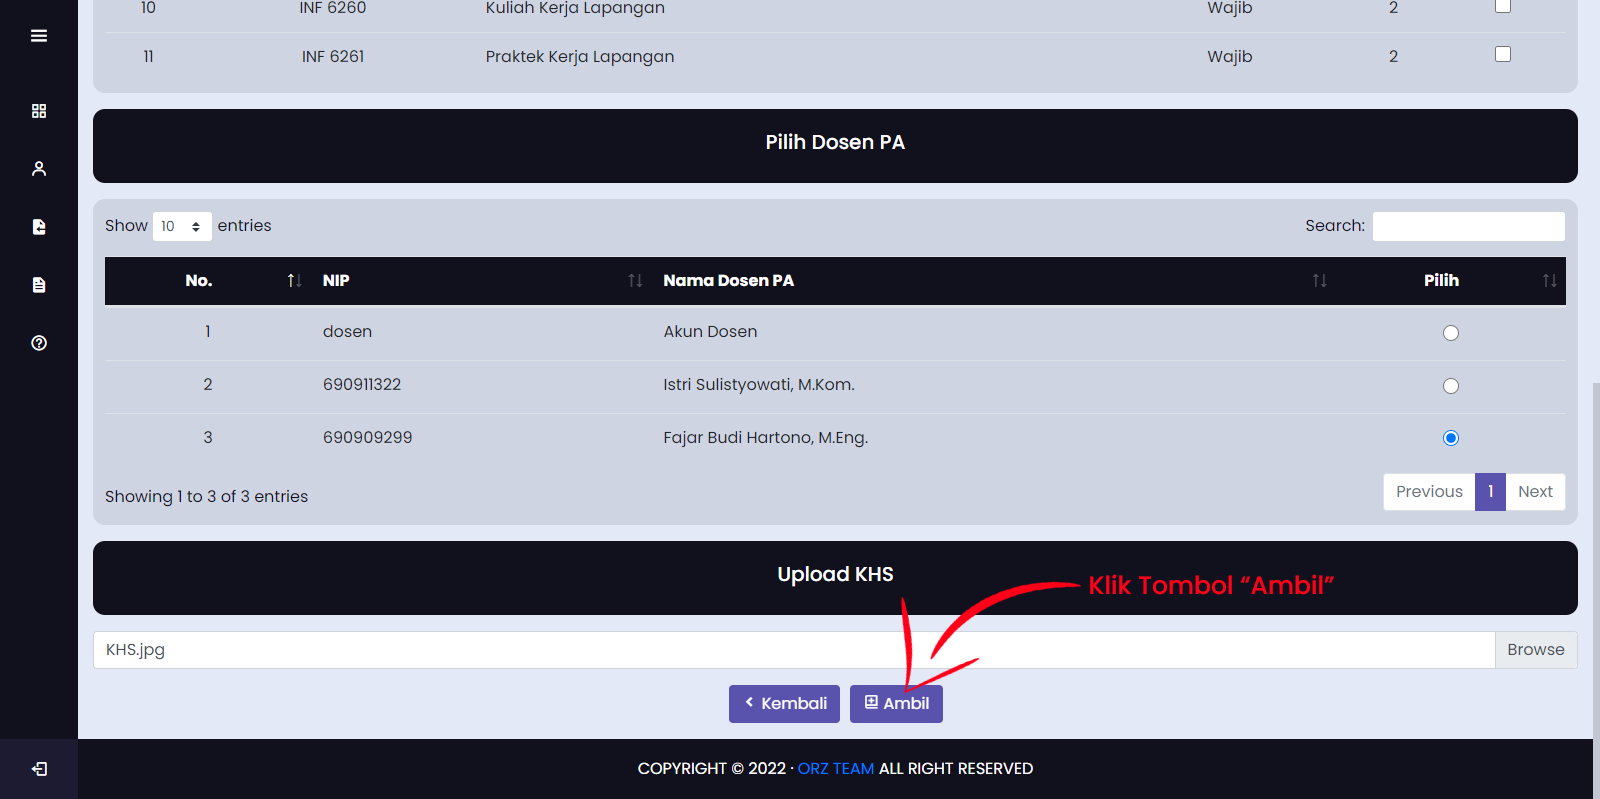 10 INF 6260 Kuliah Kerja Lapangan Wajib 2
11 INF 6261 Praktek Kerja Lapangan Wajib 2
Pilih Dosen PA
Show 10 entries Search:
No. NIP Nama Dosen PA Pilih
1 dosen Akun Dosen
2 690911322 Istri Sulistyowati, M.Kom.
3 690909299 Fajar Budi Hartono, M.Eng.
Showing 1 to 3 of 3 entries Previous 1 Next
Upload KHS
Klik Tombol “Ambil”
KHS.jpg Browse
Kembali Ambil
COPYRIGHT © 2022 · ORZ TEAM ALL RIGHT RESERVED